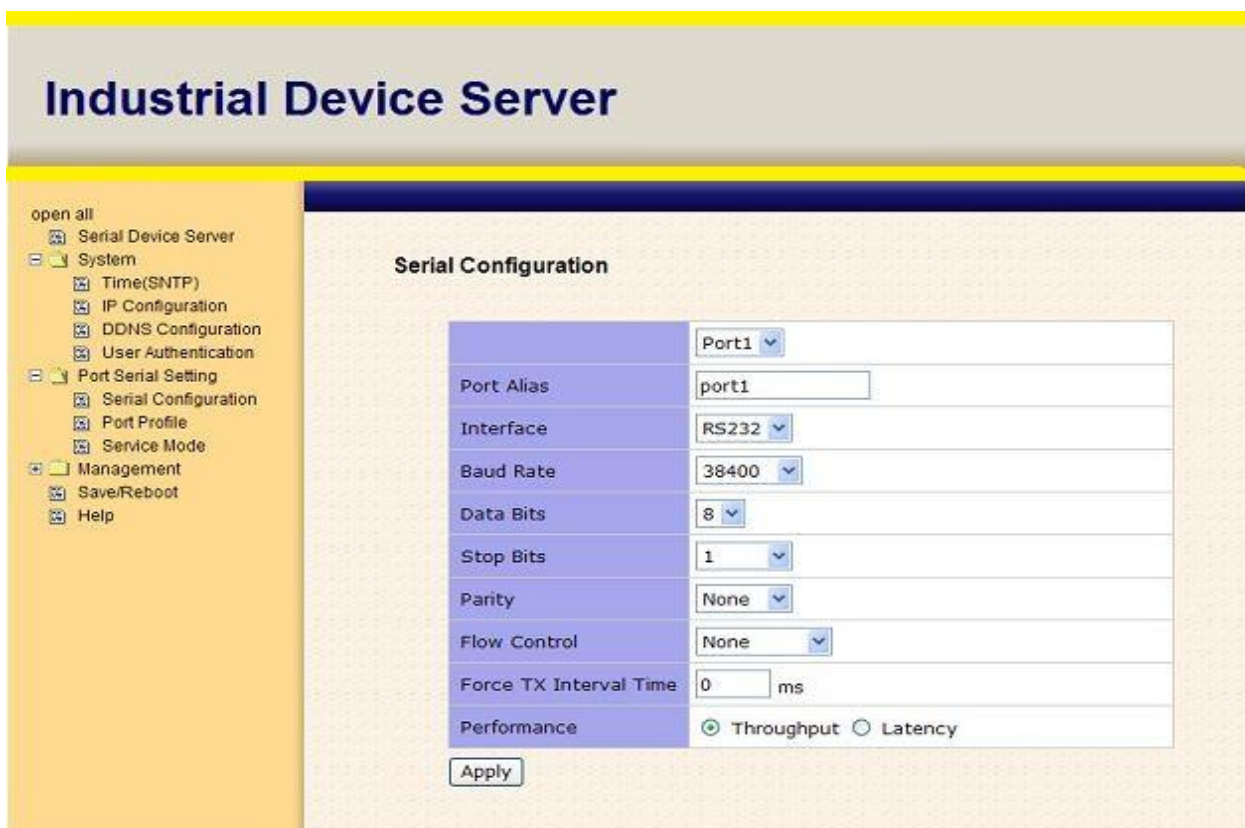 Industrial Device Server
open all
Serial Device Server
System
Time(SNTP)
IP Configuration
DDNS Configuration
User Authentication
Port Serial Setting
Serial Configuration
Port Profile
Service Mode
Management
Save/Reboot
Help
Serial Configuration
Port1
Port Alias port1
Interface RS232
Baud Rate 38400
Data Bits 8
Stop Bits 1
Parity None
Flow Control None
Force TX Interval Time 0 ms
Performance Throughput Latency
Apply